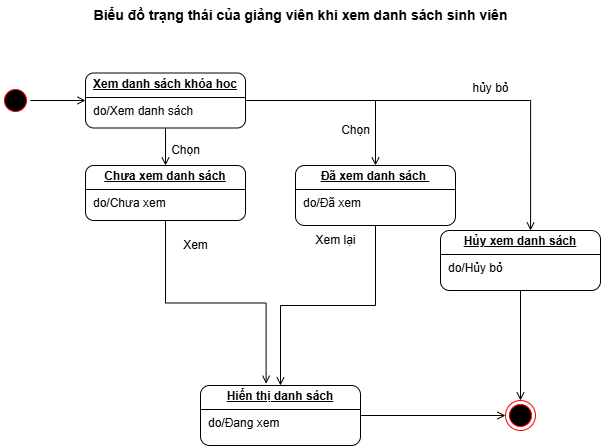 Biểu đồ trạng thái của giảng viên khi xem danh sách sinh viên
Xem danh sách khóa học
do/Xem danh sách
hủy bỏ
Chọn
Chọn
Chưa xem danh sách
do/Chưa xem
Đã xem danh sách
do/Đã xem
Xem
Xem lại
Hủy xem danh sách
do/Hủy bỏ
Hiển thị danh sách
do/Đang xem